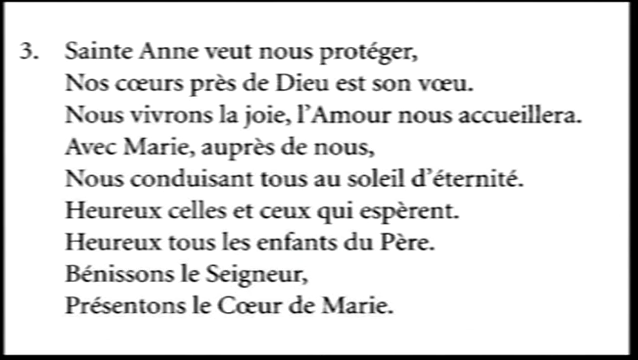 3. Sainte Anne veut nous protéger,
Nos cœurs près de Dieu est son vœu.
Nous vivrons la joie, l’Amour nous accueillera.
Avec Marie, auprès de nous,
Nous conduisant tous au soleil d’éternité.
Heureux celles et ceux qui espèrent.
Heureux tous les enfants du Père.
Bénissons le Seigneur,
Présentons le Cœur de Marie.